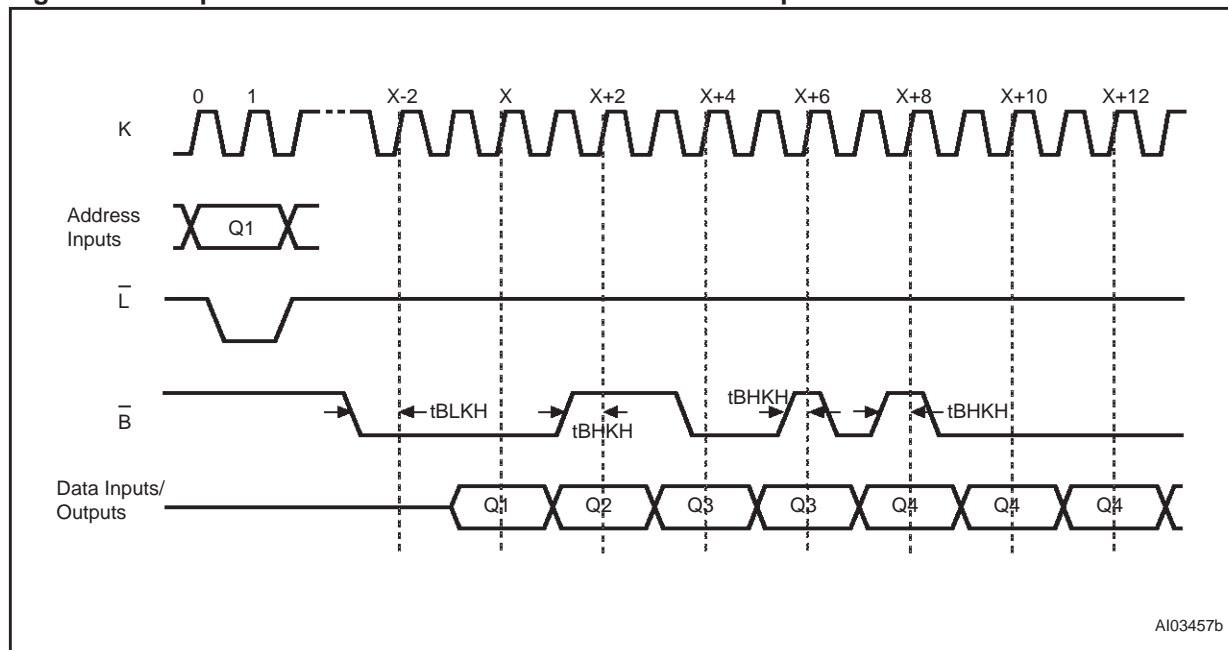 0 1 X-2 X X+2 X+4 X+6 X+8 X+10 X+12
K
Address
Inputs
Q1
L
B
tBLKH
tBHKH
tBHKH
tBHKH
Data Inputs/
Outputs
Q1 Q2 Q3 Q3 Q4 Q4 Q4
AI03457b